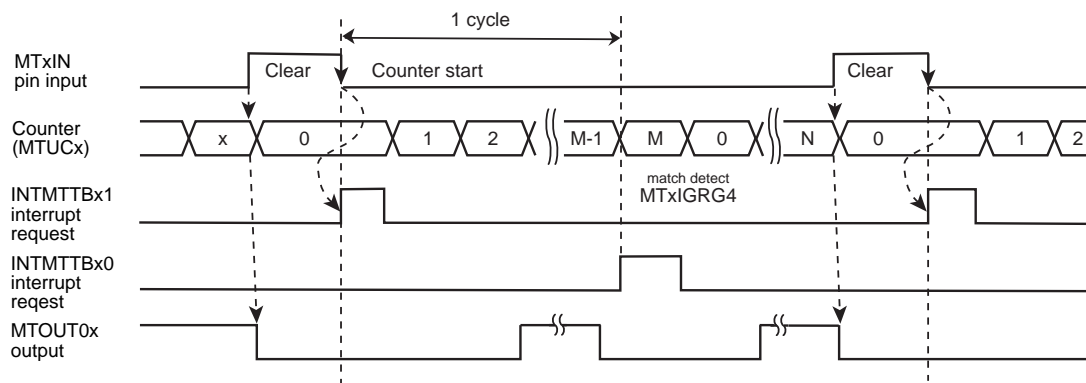 1 cycle
MTxIN
pin input
Clear
Counter start
Clear
Counter
(MTUCx)
x 0 1 2 M-1 M 0 N 0 1 2
match detect
MTxIGRG4
INTMTTBx1
interrupt
request
INTMTTBx0
interrupt
reqest
MTOUT0x
output